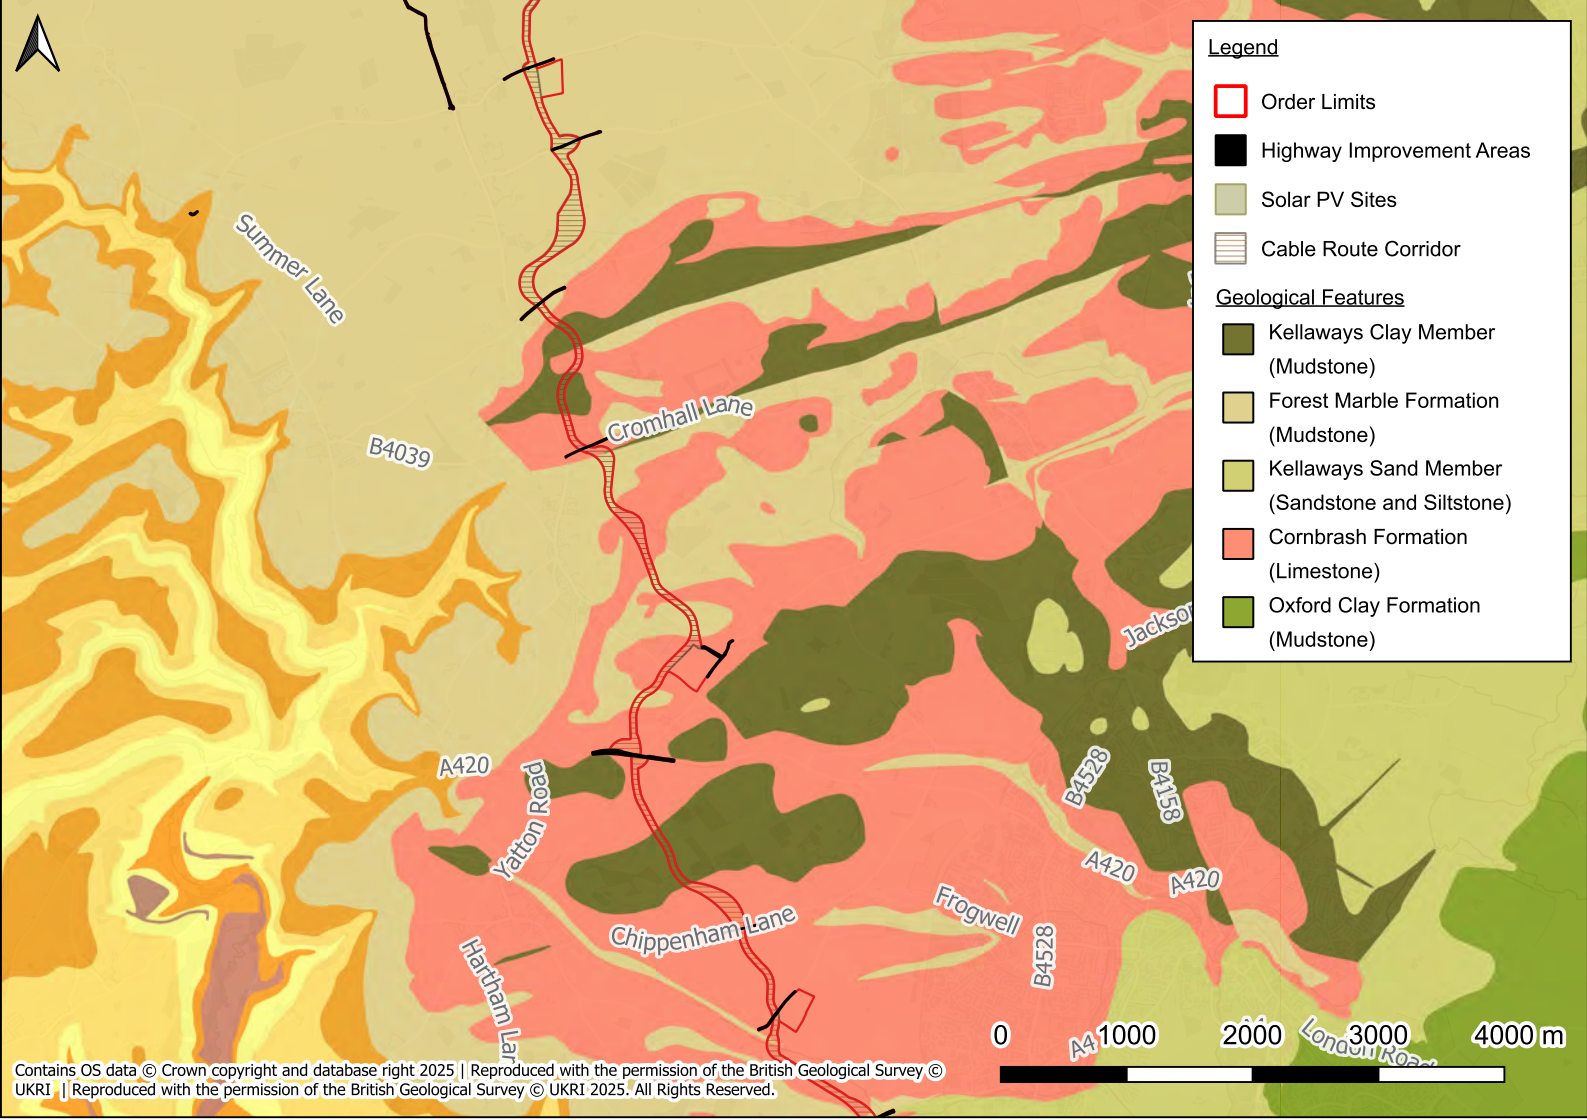 Legend
Order Limits
Highway Improvement Areas
Solar PV Sites
Cable Route Corridor
Geological Features
Kellaways Clay Member
(Mudstone)
Forest Marble Formation
(Mudstone)
Kellaways Sand Member
(Sandstone and Siltstone)
Cornbrash Formation
(Limestone)
Oxford Clay Formation
(Mudstone)
Summer Lane
B4039
Cromhall Lane
A420
Yatton Road
B4528
B4158
A420
A420
Frogwell
Chippenham Lane
B4528
Hartham Lan
A4
London Road
0 1000 2000 3000 4000 m
Contains OS data © Crown copyright and database right 2025 | Reproduced with the permission of the British Geological Survey ©
UKRI | Reproduced with the permission of the British Geological Survey © UKRI 2025. All Rights Reserved.